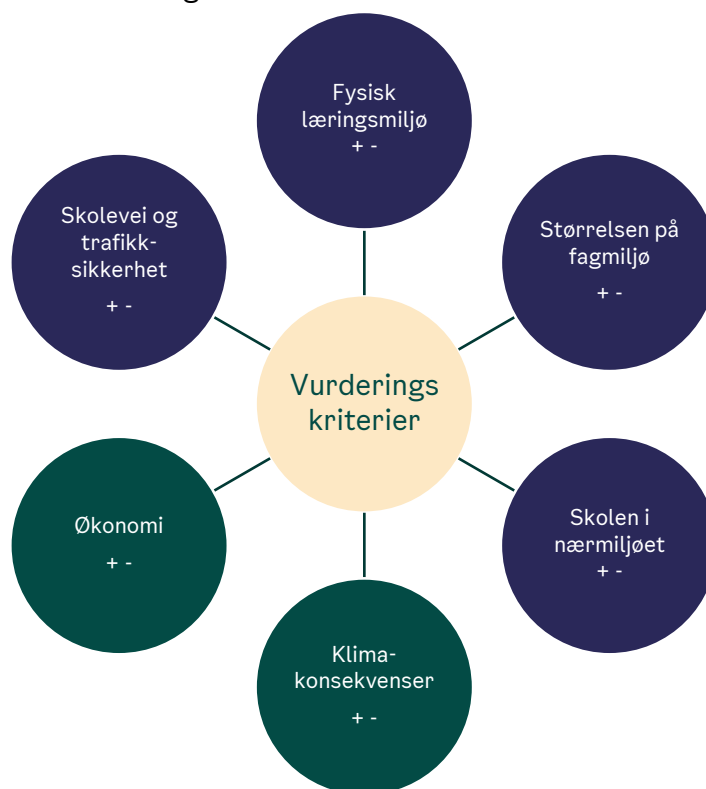 Fysisk
læringsmiljø
+ -
Størrelsen på
fagmiljø
+ -
Skolen i
nærmiljøet
+ -
Klima-
konsekvenser
+ -
Økonomi
+ -
Skolevei og
trafikk-
sikkerhet
+ -
Vurderings
kriterier